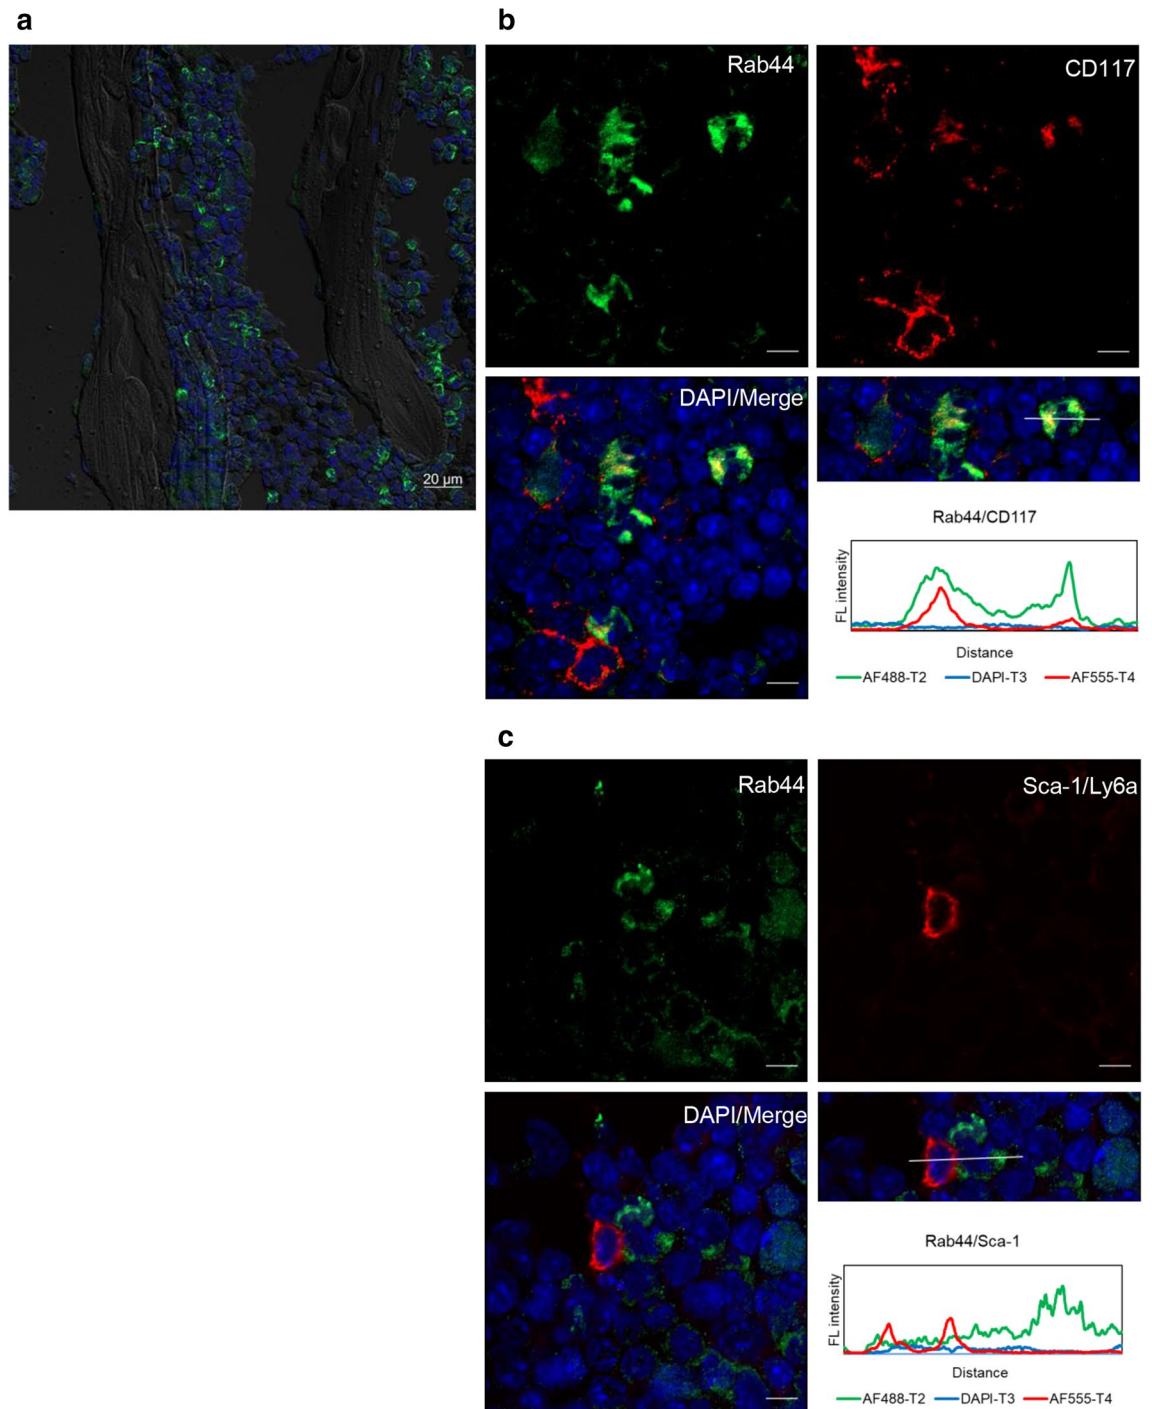 a
b
20 µm
Rab44
CD117
DAPI/Merge
Rab44/CD117
FL intensity
Distance
AF488-T2 DAPI-T3 AF555-T4
c
Rab44
Sca-1/Ly6a
DAPI/Merge
Rab44/Sca-1
FL intensity
Distance
AF488-T2 DAPI-T3 AF555-T4